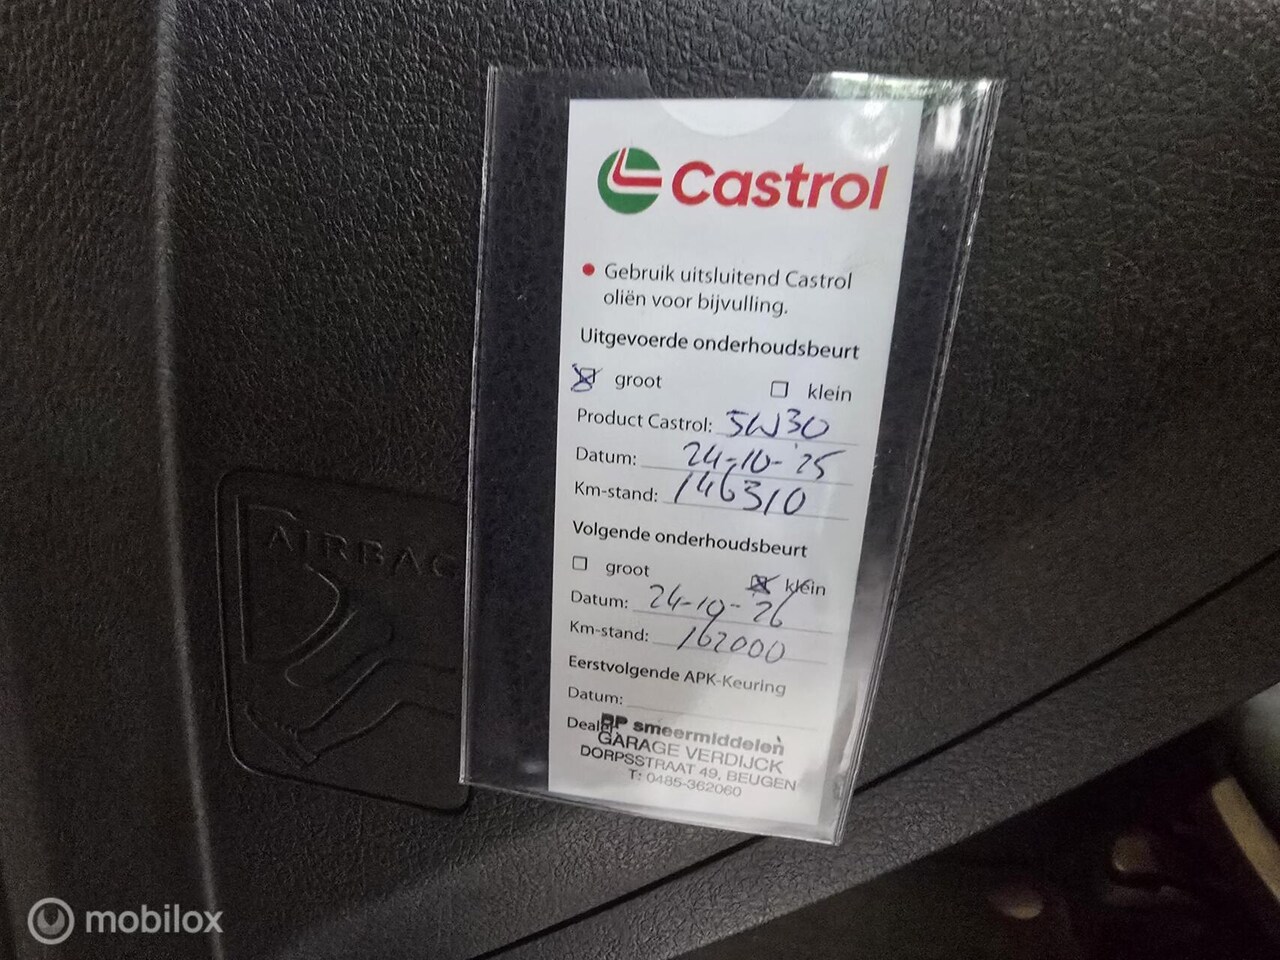 Castrol
Gebruik uitsluitend Castrol
oliën voor bijvulling.
Uitgevoerde onderhoudsbeurt
groot klein
Product Castrol: 5W30
Datum: 24-10-'25
Km-stand: 146310
Volgende onderhoudsbeurt
groot klein
Datum: 24-10-26
Km-stand: 162000
Eerstvolgende APK-Keuring
Datum:
Dealer:
BP smeermiddelen
GARAGE VERDIJCK
DORPSSTRAAT 49, BEUGEN
T: 0485-362060
AIRBAG
mobilox